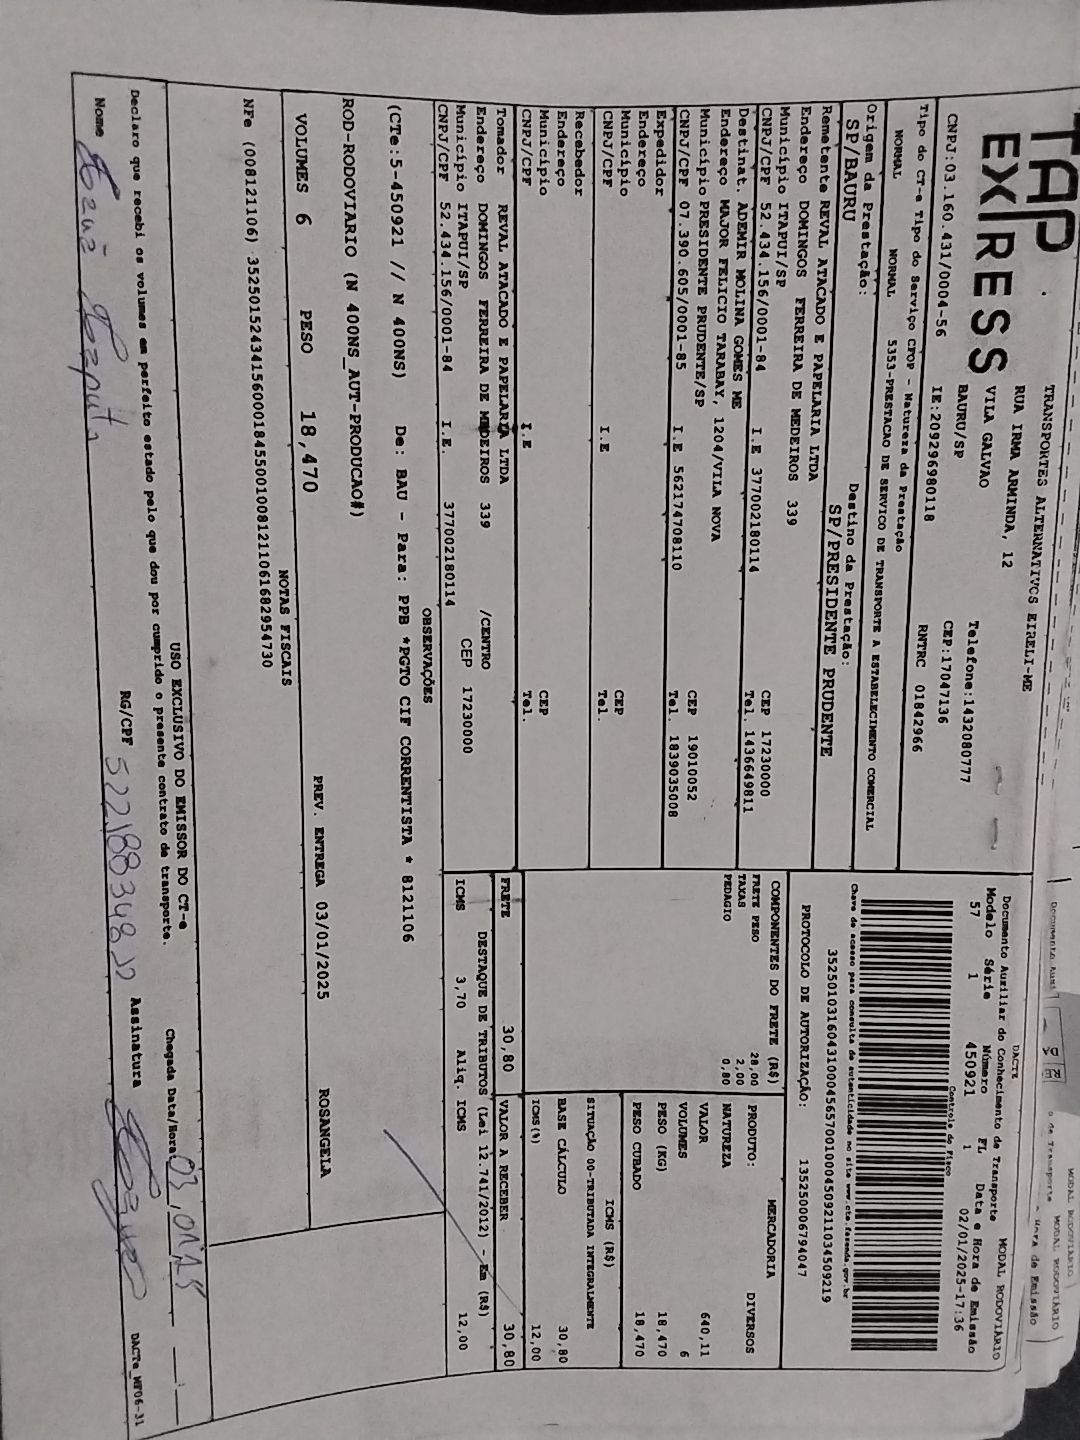 TAP
EXPRESS
TRANSPORTES ALTERNATIVOS EIRELI-ME
RUA IRMA ARMINDA, 12
VILA GALVAO
BAURU/SP
Telefone:1432080777
CEP:17047136
CNPJ:03.160.431/0004-56 IE:209296980118
RNTRC 01842966
Tipo do CT-e Tipo do Serviço CFOP - Natureza da Prestação
NORMAL NORMAL 5353-PRESTACAO DE SERVICO DE TRANSPORTE A ESTABELECIMENTO COMERCIAL
Origem da Prestação: Destino da Prestação:
SP/BAURU SP/PRESIDENTE PRUDENTE
Remetente REVAL ATACADO E PAPELARIA LTDA
Endereço DOMINGOS FERREIRA DE MEDEIROS 339
Município ITAPUI/SP CEP 17230000
CNPJ/CPF 52.434.156/0001-84 I.E 377002180114 Tel. 1436649811
Destinat. ADEMIR MOLINA GOMES ME
Endereço MAJOR FELICIO TARABAY, 1204/VILA NOVA
Município PRESIDENTE PRUDENTE/SP CEP 19010052
CNPJ/CPF 07.390.605/0001-85 I.E 562174708110 Tel. 1839035008
Expedidor
Endereço
Município CEP
CNPJ/CPF I.E Tel.
Recebedor
Endereço
Município CEP
CNPJ/CPF I.E Tel.
Tomador REVAL ATACADO E PAPELARIA LTDA
Endereço DOMINGOS FERREIRA DE MEDEIROS 339 /CENTRO
Município ITAPUI/SP CEP 17230000
CNPJ/CPF 52.434.156/0001-84 I.E. 377002180114
DACTE
Documento Auxiliar do Conhecimento de Transporte MODAL RODOVIÁRIO
Modelo Série Número FL Data e Hora de Emissão
57 1 450921 1 02/01/2025-17:36
Controle do Fisco
Chave de acesso para consulta de autenticidade no site www.cte.fazenda.gov.br
35250103160431000456570010004509211034509219
PROTOCOLO DE AUTORIZAÇÃO: 135250006794047
COMPONENTES DO FRETE (R$)
FRETE PESO 28,00
TAXAS 2,00
PEDAGIO 0,80
MERCADORIA
PRODUTO: DIVERSOS
NATUREZA
VALOR 640,11
VOLUMES 6
PESO (KG) 18,470
PESO CUBADO 18,470
ICMS (R$)
SITUAÇÃO 00-TRIBUTADA INTEGRALMENTE
BASE CÁLCULO 30,80
ICMS(%) 12,00
FRETE 30,80 VALOR A RECEBER 30,80
DESTAQUE DE TRIBUTOS (Lei 12.741/2012) - Em (R$)
ICMS 3,70 Aliq. ICMS 12,00
OBSERVAÇÕES
(CTe:5-450921 // N 400NS) De: BAU - Para: PPB *PGTO CIF CORRENTISTA * 8121106
ROD-RODOVIARIO (N 400NS_AUT-PRODUCAO#)
VOLUMES 6 PESO 18,470 PREV. ENTREGA 03/01/2025 ROSANGELA
NOTAS FISCAIS
NFe (008121106) 35250152434156000184550010081211061682954730
USO EXCLUSIVO DO EMISSOR DO CT-e
Declaro que recebi os volumes em perfeito estado pelo que dou por cumprido o presente contrato de transporte. Chegada Data/Hora 03,01,25
Nome RG/CPF 522188348 Assinatura
DACTe_MF06-31